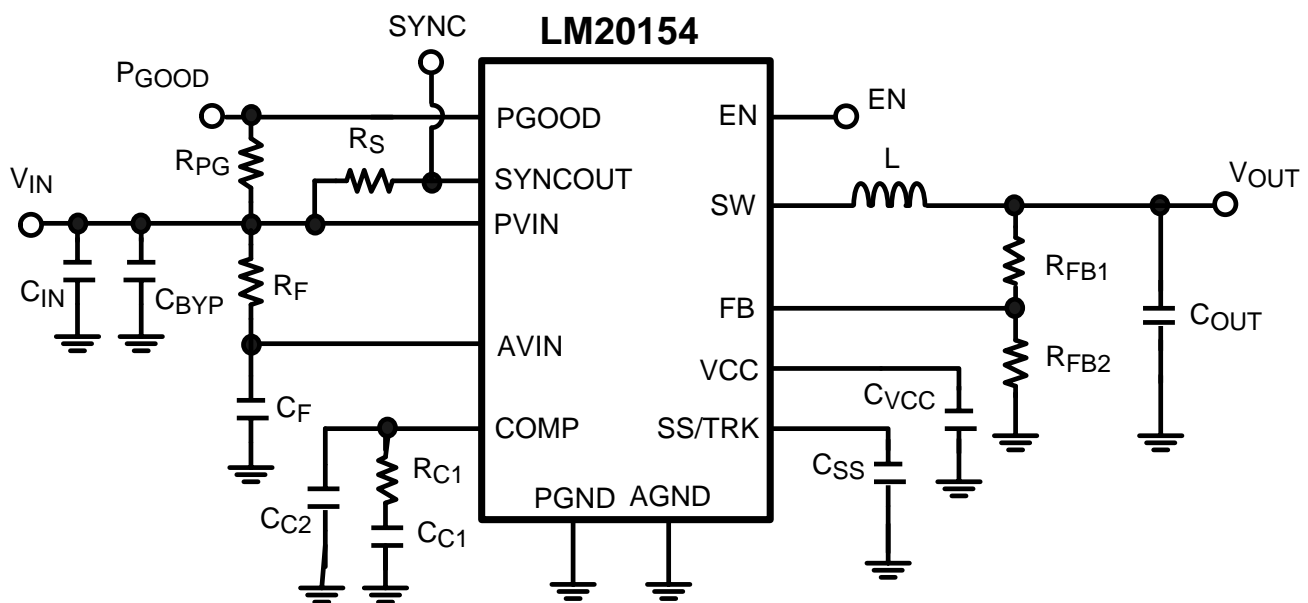 SYNC
LM20154
PGOOD
EN
PGOOD
EN
RS
RPG
L
VIN
SYNCOUT
VOUT
SW
PVIN
RFB1
RF
CIN
CBYP
FB
COUT
AVIN
RFB2
VCC
CVCC
CF
COMP
SS/TRK
RC1
CSS
PGND
AGND
CC2
CC1